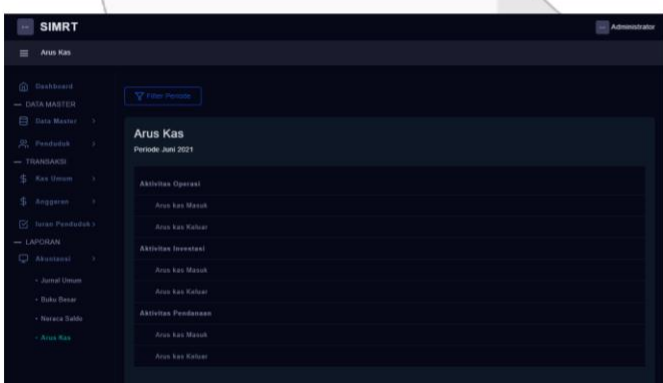 SIMRT
Administrator
Arus Kas
Dashboard
DATA MASTER
Data Master
Penduduk
TRANSAKSI
Kas Umum
Anggaran
Iuran Penduduk
LAPORAN
Akuntansi
Jurnal Umum
Buku Besar
Neraca Saldo
Arus Kas
Filter Periode
Arus Kas
Periode Juni 2021
Aktivitas Operasi
Arus kas Masuk
Arus kas Keluar
Aktivitas Investasi
Arus kas Masuk
Arus kas Keluar
Aktivitas Pendanaan
Arus kas Masuk
Arus kas Keluar